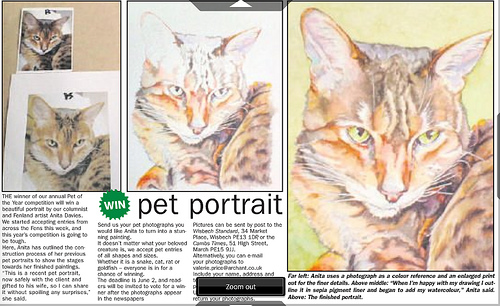 WIN pet portrait
THE winner of our annual Pet of
the Year competition will win a
beautiful portrait by our columnist
and Fenland artist Anita Davies.
We started accepting entries from
across the Fens this week, and
this year's competition is going to
be tough.
Here, Anita has outlined the con-
struction process of her previous
pet portraits to show the stages
towards her finished paintings.
"This is a recent pet portrait,
already with the client and
gifted to his wife, so I can share
it without spoiling any surprises,"
she said.
Send us your pet photographs you
would like Anita to turn into a stun-
ning painting.
It doesn't matter what your beloved
creature is, we accept pet entries
of all shapes and sizes.
Whether it is a snake, cat, rat or
goldfish – everyone is in for a
chance of winning.
The deadline is June 2, and read-
ers will be invited to vote for a win-
ner after the photographs appear
in the newspapers
Pictures can be sent by post to the
Wisbech Standard, 34 Market
Place, Wisbech PE13 1DP or the
Cambs Times, 51 High Street,
March PE15 9JJ.
Alternatively, you can e-mail
your photographs to
valerie.price@archant.co.uk
Include your name, address and
Zoom out
return your photographs.
Far left: Anita uses a photograph as a colour reference and an enlarged print
out for the finer details. Above middle: "When I'm happy with my drawing I out
line it in sepia pigment liner and began to add my watercolour," Anita said
Above: The finished portrait.